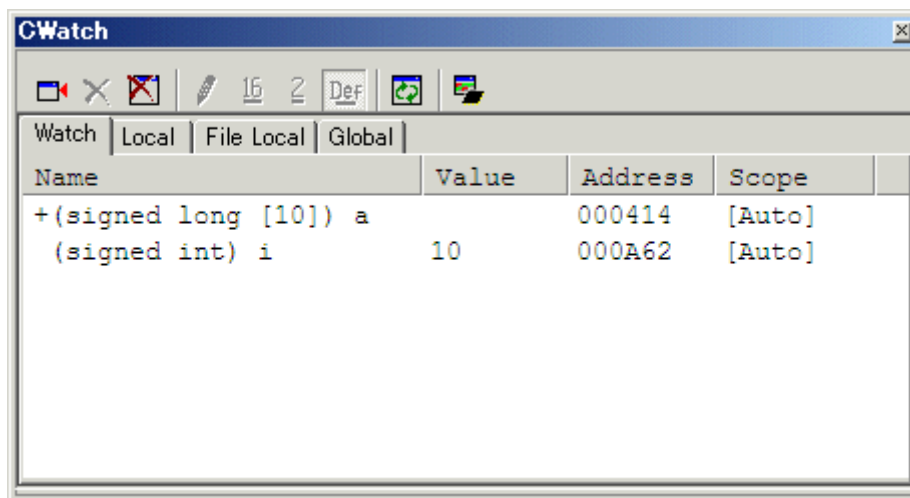 CWatch
16 2 Def
Watch Local File Local Global
Name Value Address Scope
+(signed long [10]) a 000414 [Auto]
(signed int) i 10 000A62 [Auto]